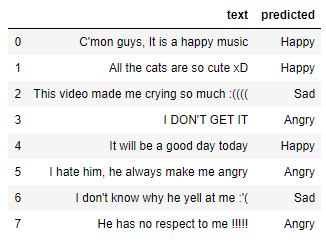 text predicted
0 C'mon guys, It is a happy music Happy
1 All the cats are so cute xD Happy
2 This video made me crying so much :(((( Sad
3 I DON'T GET IT Angry
4 It will be a good day today Happy
5 I hate him, he always make me angry Angry
6 I don't know why he yell at me :'( Sad
7 He has no respect to me !!!!! Angry